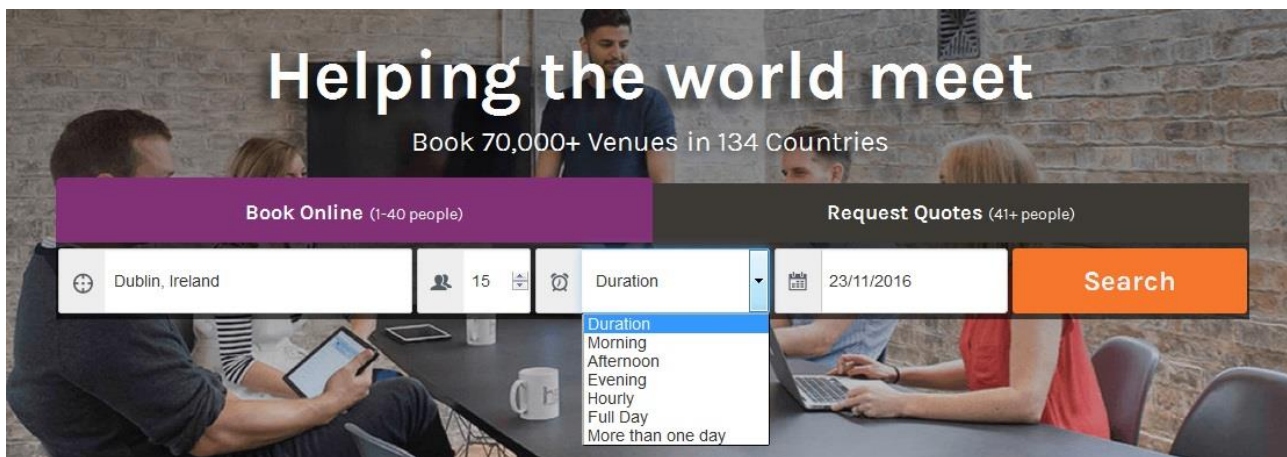 Helping the world meet
Book 70,000+ Venues in 134 Countries
Book Online (1-40 people)
Request Quotes (41+ people)
Dublin, Ireland
15
Duration
23/11/2016
Search
Duration
Morning
Afternoon
Evening
Hourly
Full Day
More than one day